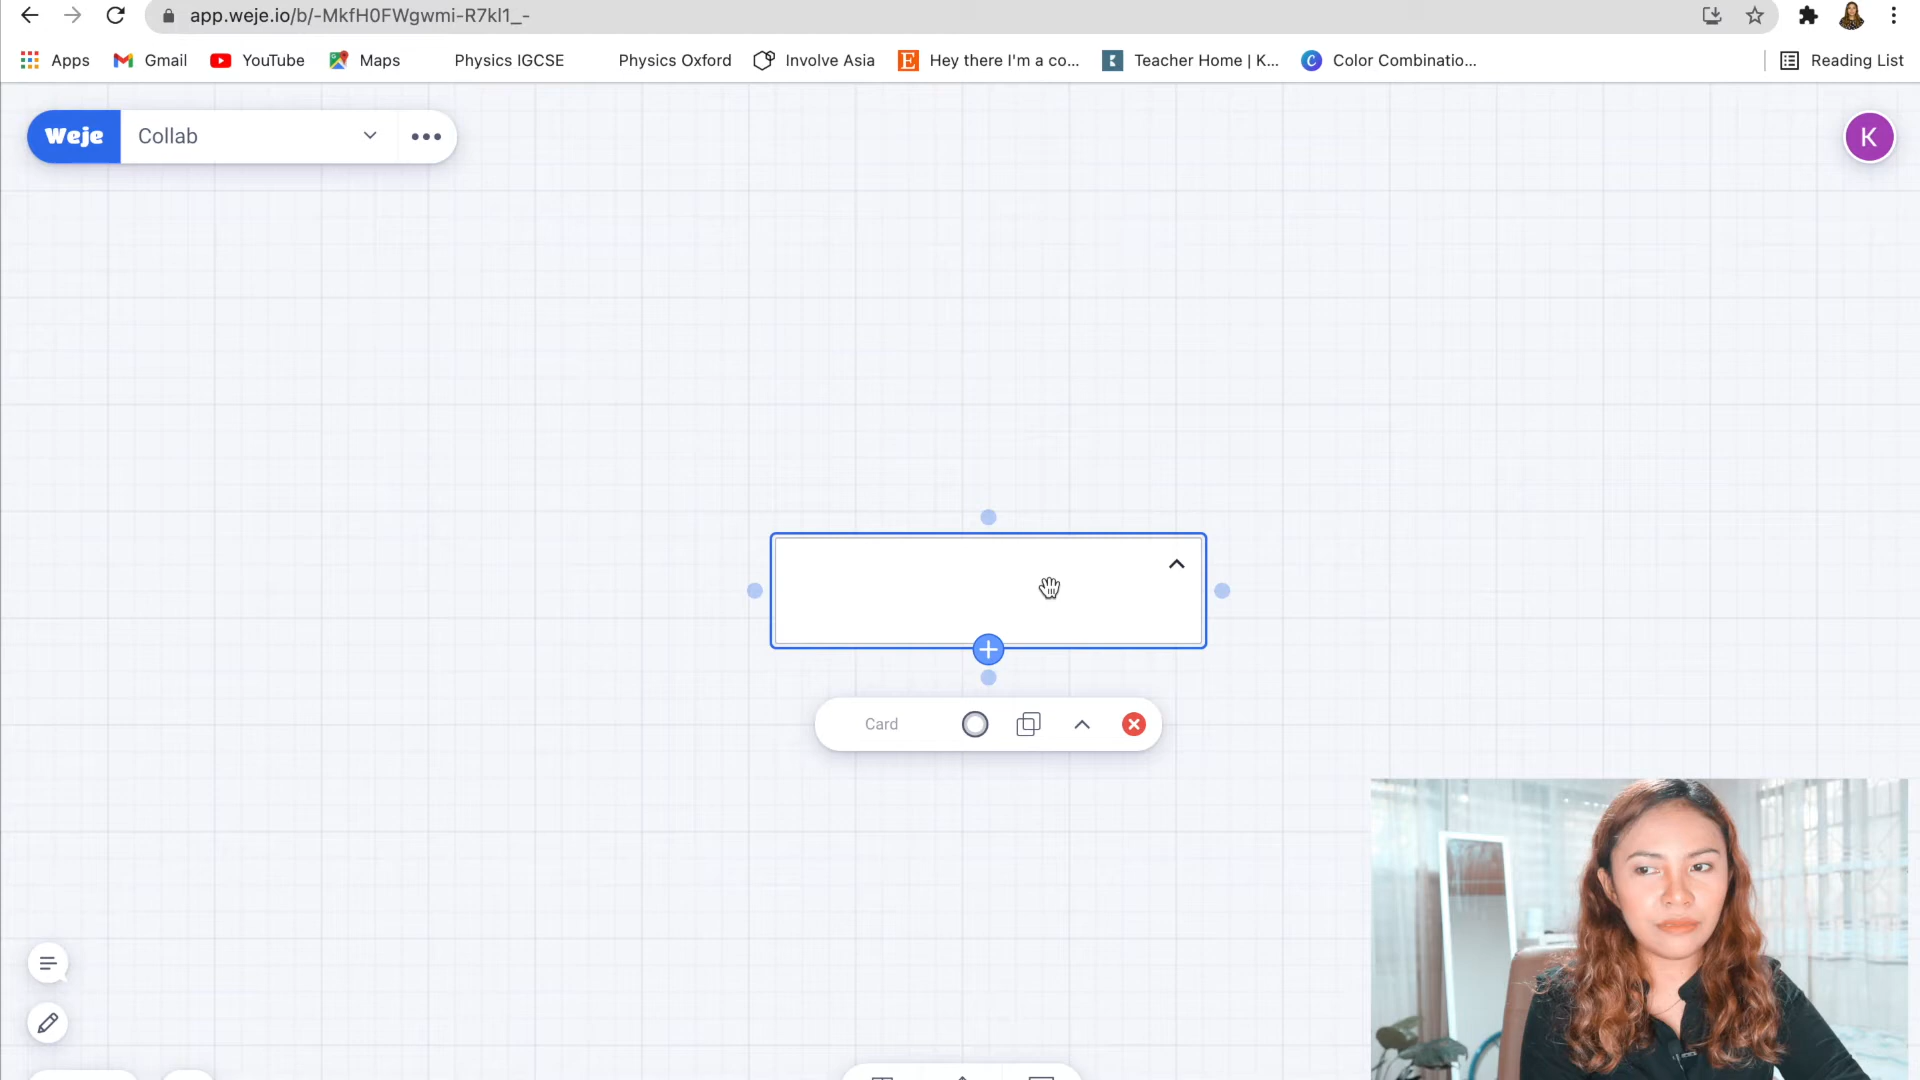 app.weje.io/b/-MkfH0FWgwmi-R7kl1_-
Apps
Gmail
YouTube
Maps
Physics IGCSE
Physics Oxford
Involve Asia
E
Hey there I'm a co...
K
Teacher Home | K...
C
Color Combinatio...
Reading List
Weje
Collab
K
Card